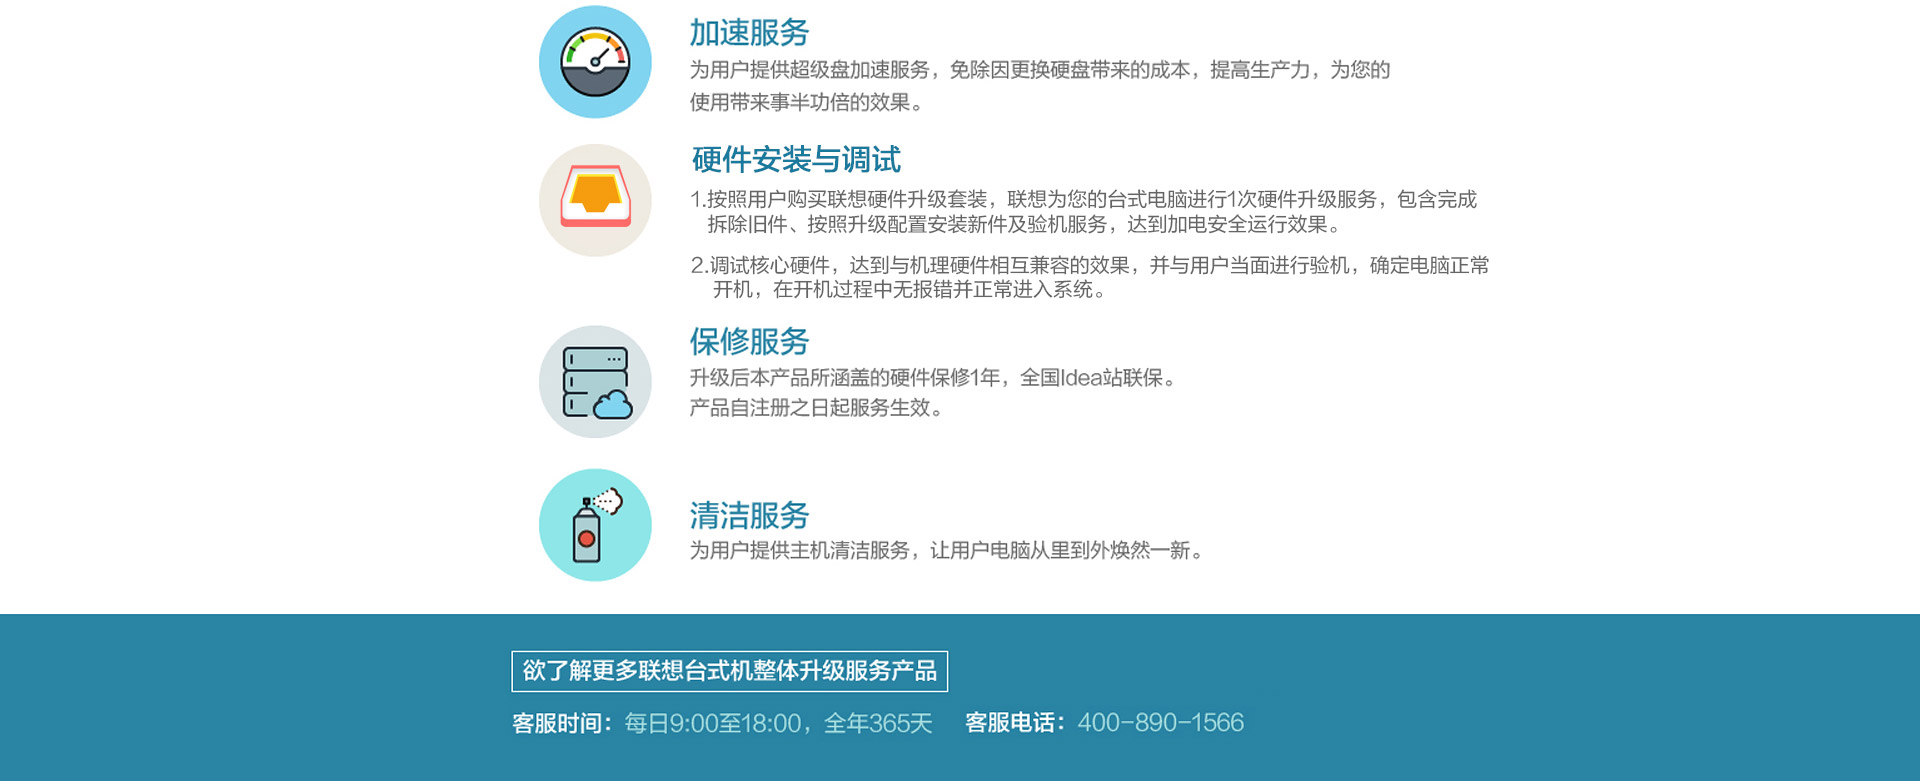 加速服务
为用户提供超级盘加速服务，免除因更换硬盘带来的成本，提高生产力，为您的
使用带来事半功倍的效果。
硬件安装与调试
1.按照用户购买联想硬件升级套装，联想为您的台式电脑进行1次硬件升级服务，包含完成
拆除旧件、按照升级配置安装新件及验机服务，达到加电安全运行效果。
2.调试核心硬件，达到与机理硬件相互兼容的效果，并与用户当面进行验机，确定电脑正常
开机，在开机过程中无报错并正常进入系统。
保修服务
升级后本产品所涵盖的硬件保修1年，全国Idea站联保。
产品自注册之日起服务生效。
清洁服务
为用户提供主机清洁服务，让用户电脑从里到外焕然一新。
欲了解更多联想台式机整体升级服务产品
客服时间：每日9:00至18:00，全年365天 客服电话：400-890-1566